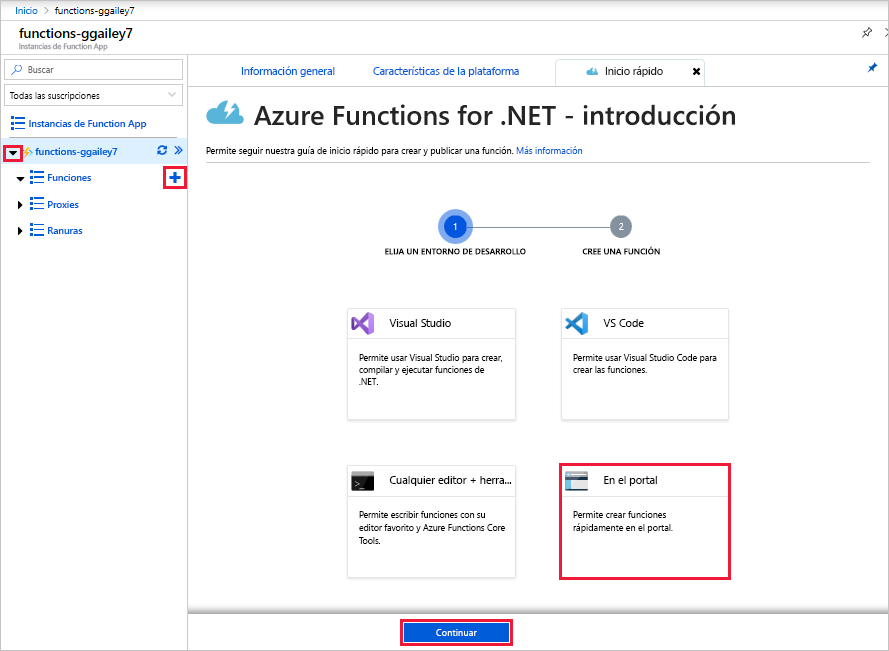 Inicio > functions-ggailey7
functions-ggailey7
Instancias de Function App
Buscar
Todas las suscripciones
Instancias de Function App
functions-ggailey7
Funciones
Proxies
Ranuras
Información general
Características de la plataforma
Inicio rápido
Azure Functions for .NET - introducción
Permite seguir nuestra guía de inicio rápido para crear y publicar una función. Más información
1
2
ELIJA UN ENTORNO DE DESARROLLO
CREE UNA FUNCIÓN
Visual Studio
Permite usar Visual Studio para crear,
compilar y ejecutar funciones de
.NET.
VS Code
Permite usar Visual Studio Code para
crear las funciones.
Cualquier editor + herra...
Permite escribir funciones con su
editor favorito y Azure Functions Core
Tools.
En el portal
Permite crear funciones
rápidamente en el portal.
Continuar